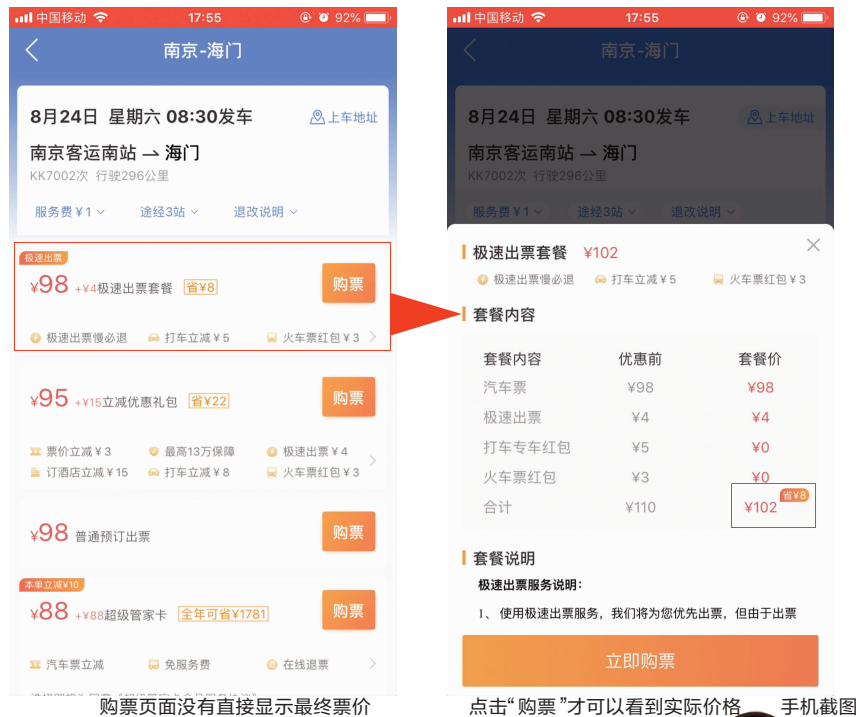 中国移动 17:55 92%
南京-海门
8月24日 星期六 08:30发车 上车地址
南京客运南站 → 海门
KK7002次 行驶296公里
服务费¥1 途经3站 退改说明
极速出票
¥98 +¥4极速出票套餐 省¥8 购票
极速出票慢必退 打车立减¥5 火车票红包¥3
¥95 +¥15立减优惠礼包 省¥22 购票
票价立减¥3 最高13万保障 极速出票¥4
订酒店立减¥15 打车立减¥8 火车票红包¥3
¥98 普通预订出票 购票
本单立减¥10
¥88 +¥88超级管家卡 全年可省¥1781 购票
汽车票立减 免服务费 在线退票
购票页面没有直接显示最终票价
中国移动 17:55 92%
南京-海门
8月24日 星期六 08:30发车 上车地址
南京客运南站 → 海门
KK7002次 行驶296公里
服务费¥1 途经3站 退改说明
极速出票套餐 ¥102
极速出票慢必退 打车立减¥5 火车票红包¥3
套餐内容
套餐内容 优惠前 套餐价
汽车票 ¥98 ¥98
极速出票 ¥4 ¥4
打车专车红包 ¥5 ¥0
火车票红包 ¥3 ¥0
省¥8
合计 ¥110 ¥102
套餐说明
极速出票服务说明：
1、使用极速出票服务，我们将为您优先出票，但由于出票
立即购票
点击“购票”才可以看到实际价格 手机截图